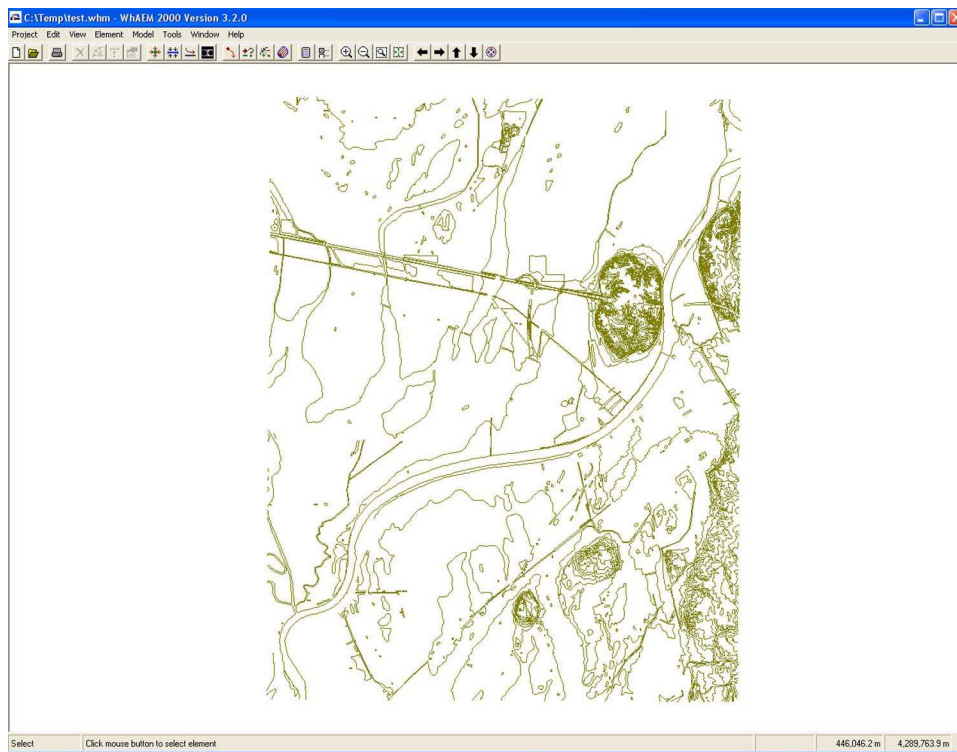 C:\Temp\test.whm - WhAEM 2000 Version 3.2.0
Project Edit View Element Model Tools Window Help
Select Click mouse button to select element 446,046.2 m 4,289,763.9 m